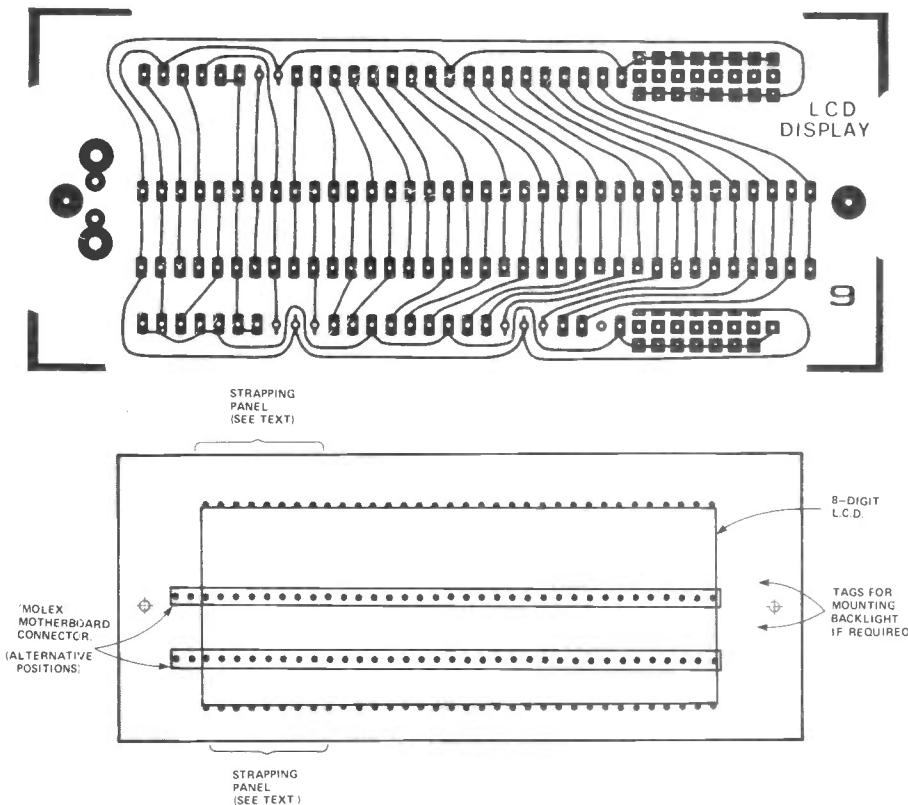 LCD
DISPLAY
9
STRAPPING
PANEL
(SEE TEXT)
8-DIGIT
L.C.D.
'MOLEX
MOTHERBOARD
CONNECTOR.
(ALTERNATIVE
POSITIONS)
TAGS FOR
MOUNTING
BACKLIGHT
IF REQUIRED
STRAPPING
PANEL
(SEE TEXT)